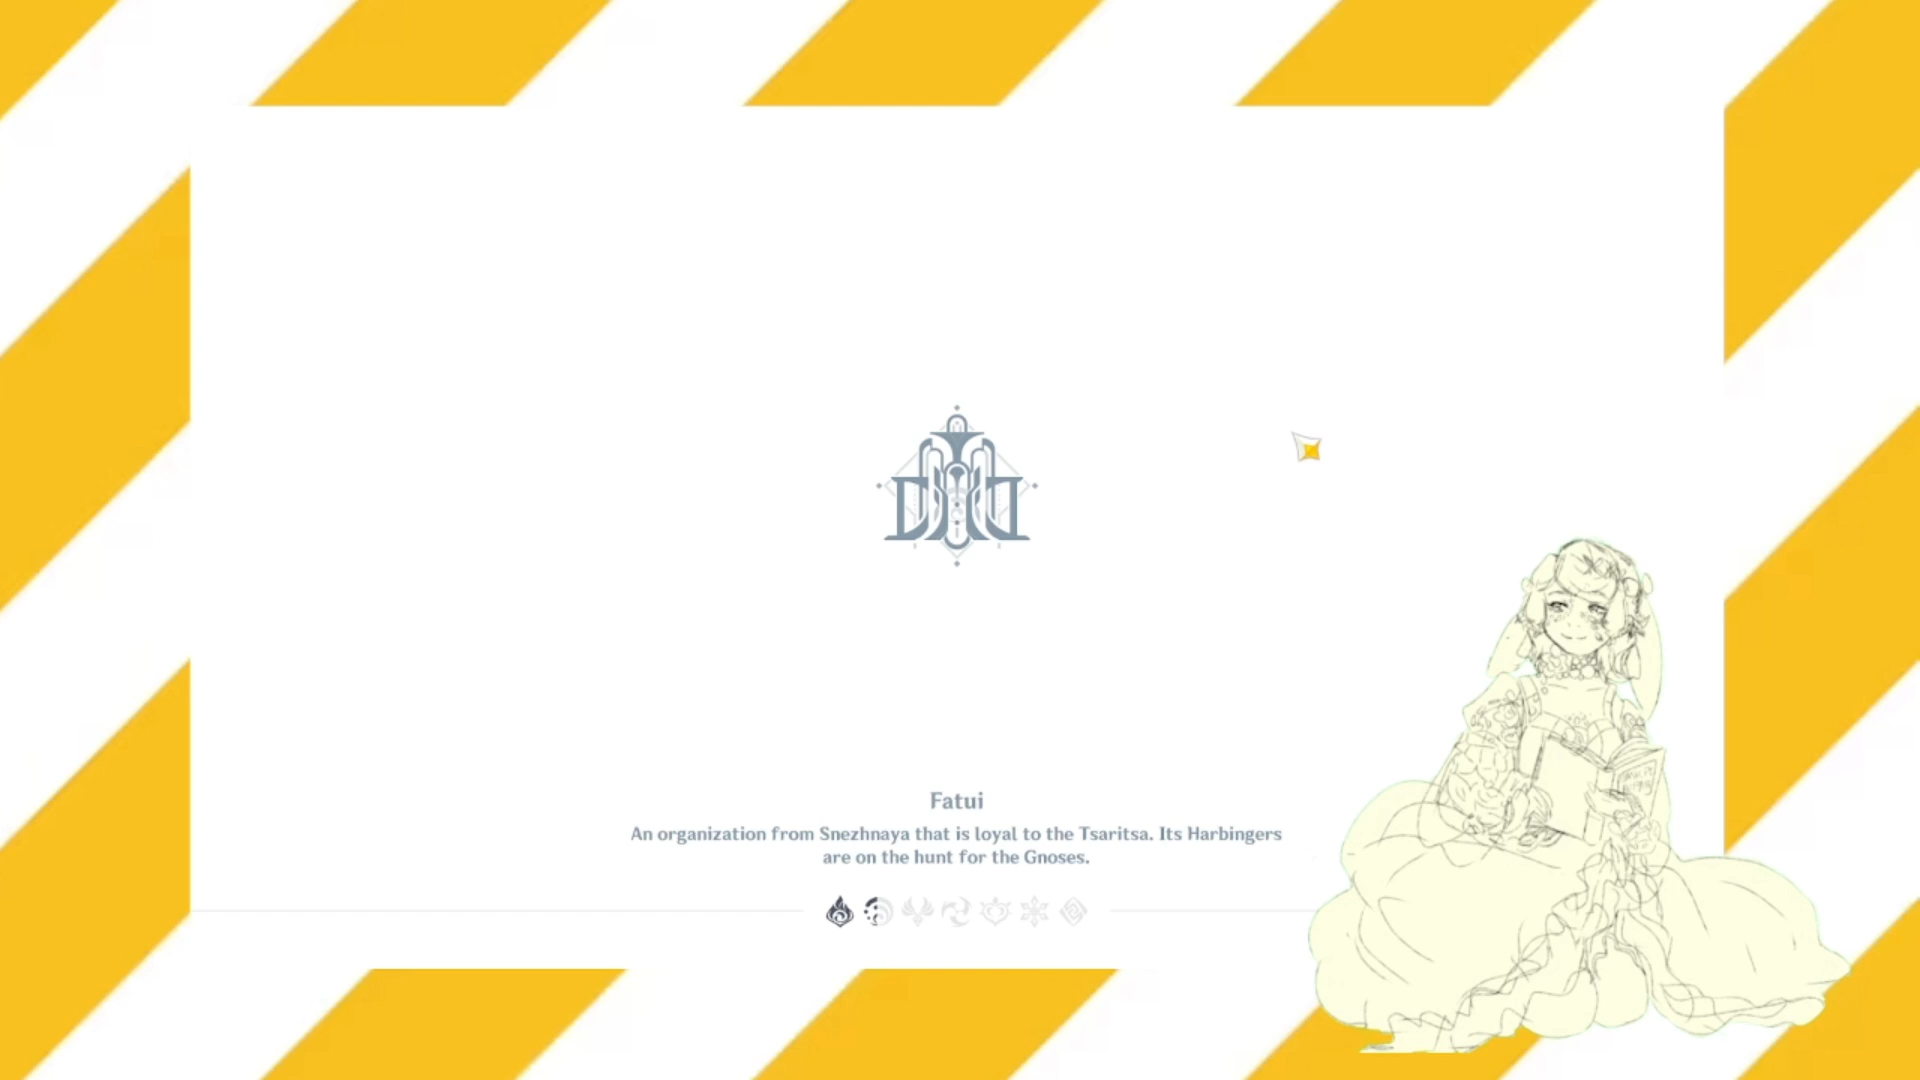 Fatui
An organization from Snezhnaya that is loyal to the Tsaritsa. Its Harbingers
are on the hunt for the Gnoses.